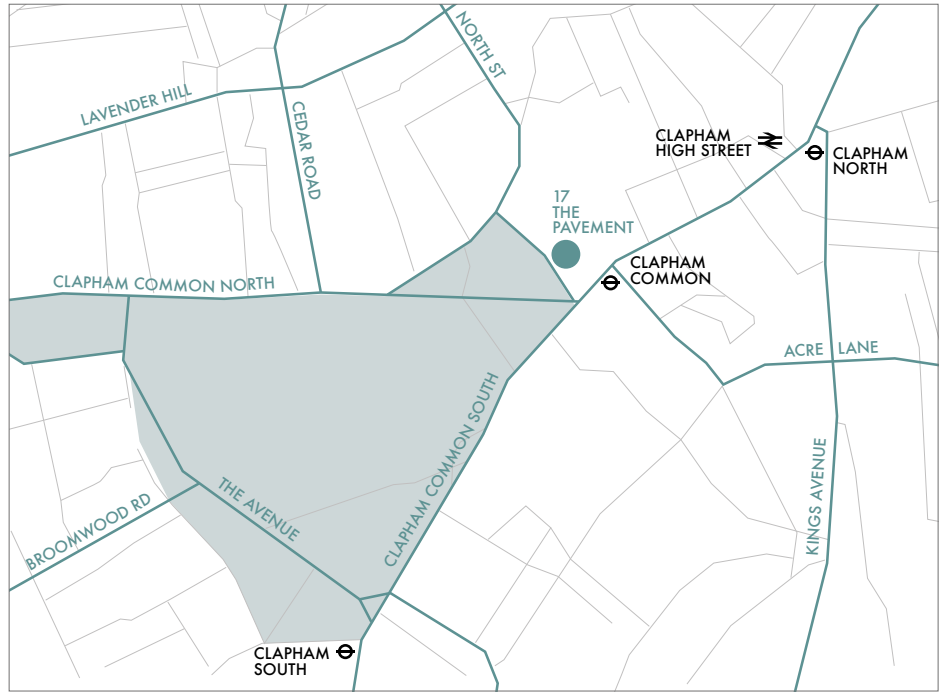 NORTH ST
LAVENDER HILL
CEDAR ROAD
CLAPHAM
HIGH STREET
CLAPHAM
NORTH
17
THE
PAVEMENT
CLAPHAM
COMMON
CLAPHAM COMMON NORTH
ACRE LANE
CLAPHAM COMMON SOUTH
KINGS AVENUE
THE AVENUE
BROOMWOOD RD
CLAPHAM
SOUTH